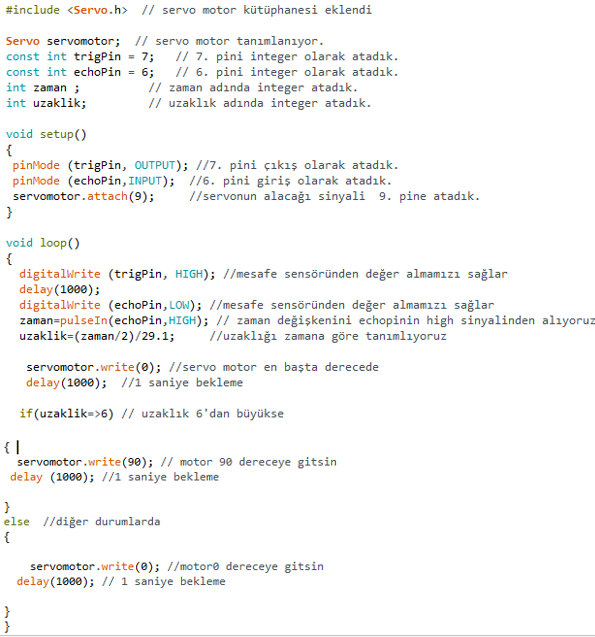 #include <Servo.h>  // servo motor kütüphanesi eklendi
Servo servomotor;  // servo motor tanımlanıyor.
const int trigPin = 7;   // 7. pini integer olarak atadık.
const int echoPin = 6;   // 6. pini integer olarak atadık.
int zaman ;          // zaman adında integer atadık.
int uzaklik;         // uzaklık adında integer atadık.
void setup()
{
pinMode (trigPin, OUTPUT); //7. pini çıkış olarak atadık.
pinMode (echoPin,INPUT);  //6. pini giriş olarak atadık.
servomotor.attach(9);     //servonun alacağı sinyali  9. pine atadık.
}
void loop()
{
digitalWrite (trigPin, HIGH); //mesafe sensöründen değer almamızı sağlar
delay(1000);
digitalWrite (echoPin,LOW); //mesafe sensöründen değer almamızı sağlar
zaman=pulseIn(echoPin,HIGH); // zaman değişkenini echopinin high sinyalinden alıyoruz
uzaklik=(zaman/2)/29.1;     //uzaklığı zamana göre tanımlıyoruz
servomotor.write(0); //servo motor en başta derecede
delay(1000);  //1 saniye bekleme
if(uzaklik=>6) // uzaklık 6'dan büyükse
{
servomotor.write(90); // motor 90 dereceye gitsin
delay (1000); //1 saniye bekleme
}
else  //diğer durumlarda
{
servomotor.write(0); //motor0 dereceye gitsin
delay(1000); // 1 saniye bekleme
}
}